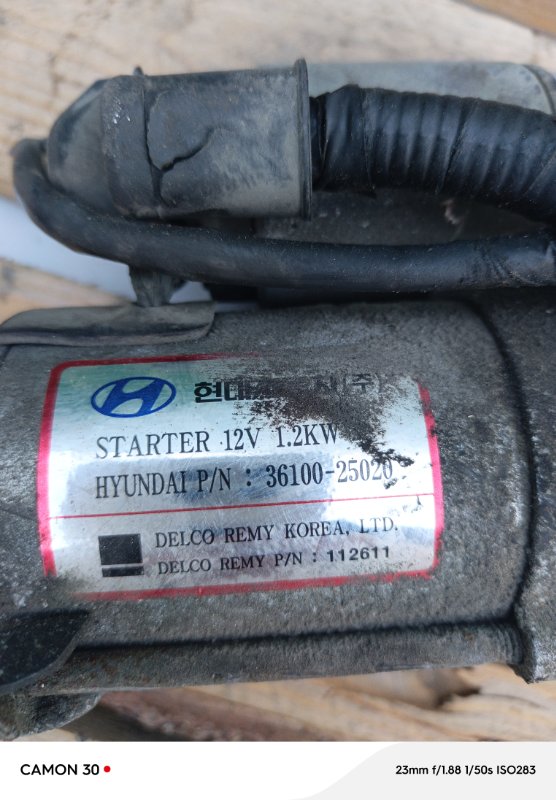 현대
STARTER 12V 1.2KW
HYUNDAI P/N : 36100-25020
DELCO REMY KOREA, LTD.
DELCO REMY P/N : 112611
CAMON 30
23mm f/1.88 1/50s ISO283